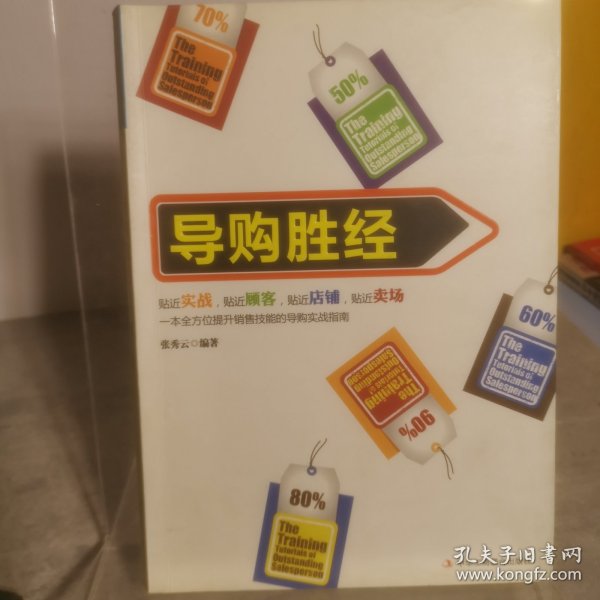 70%
The
Training
Tutorials of
Outstanding
Salesperson
50%
The
Training
Tutorials of
Outstanding
Salesperson
导购胜经
贴近实战，贴近顾客，贴近店铺，贴近卖场
一本全方位提升销售技能的导购实战指南
张秀云◎编著
60%
The
Training
Tutorials of
Outstanding
Salesperson
90%
The
Training
Tutorials of
Outstanding
Salesperson
80%
The
Training
Tutorials of
Outstanding
Salesperson
孔夫子旧书网
www.kongfz.com